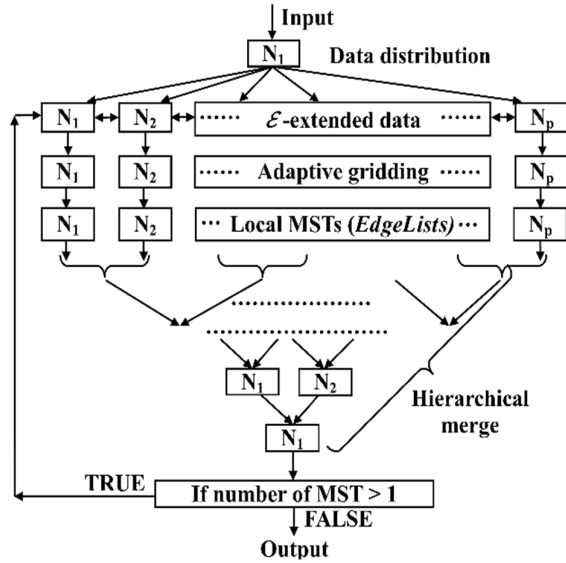 Input
N1
Data distribution
N1 N2 ...... ℰ-extended data ...... Np
N1 N2 ...... Adaptive gridding ...... Np
N1 N2 ... Local MSTs (EdgeLists) ... Np
N1 N2
Hierarchical
merge
N1
TRUE
If number of MST > 1
FALSE
Output